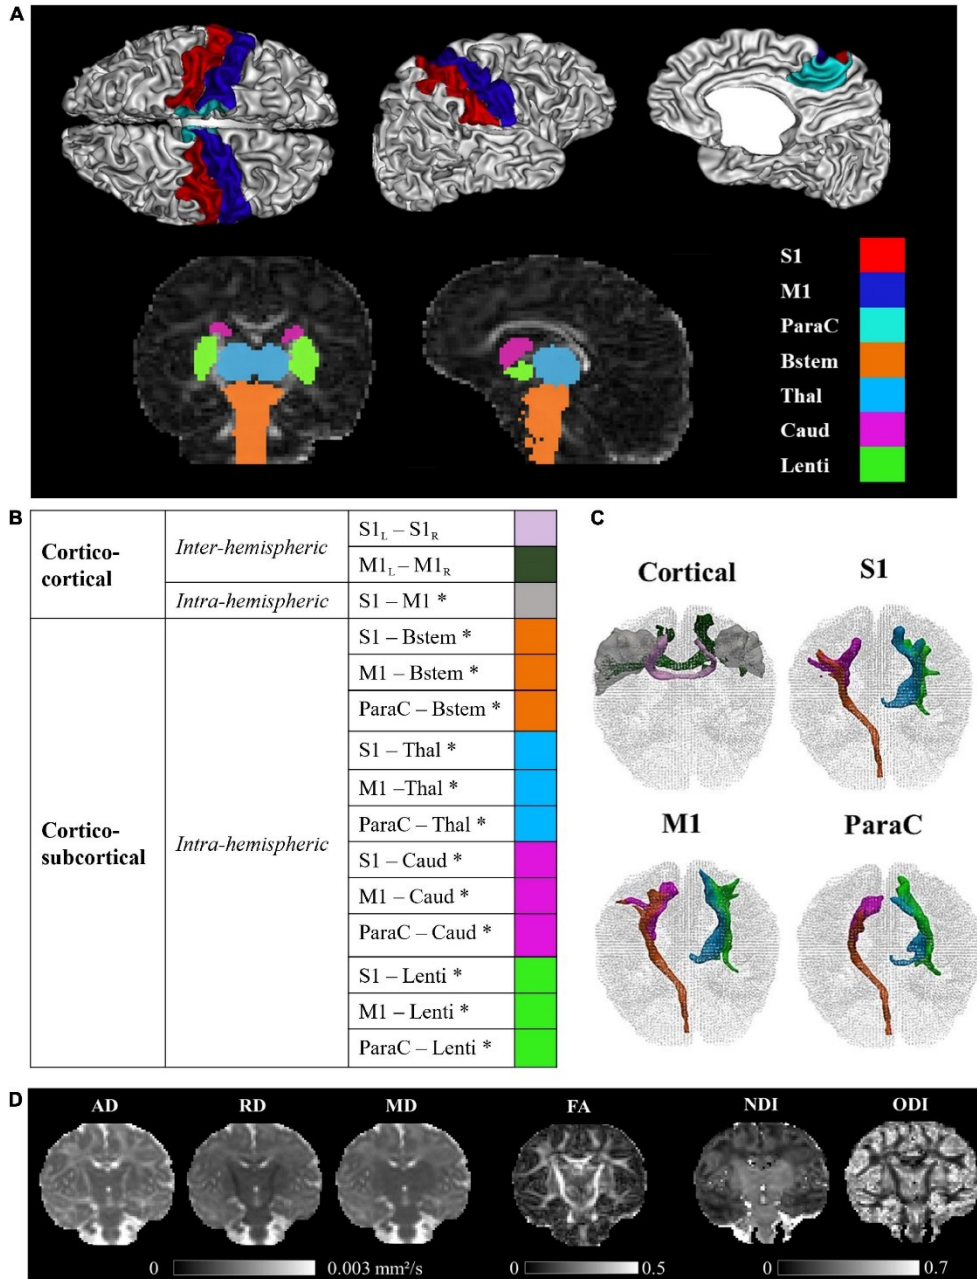 A
S1
M1
ParaC
Bstem
Thal
Caud
Lenti
B
Cortico-
cortical
Inter-hemispheric
S1L – S1R
M1L – M1R
Intra-hemispheric
S1 – M1 *
Cortico-
subcortical
Intra-hemispheric
S1 – Bstem *
M1 – Bstem *
ParaC – Bstem *
S1 – Thal *
M1 –Thal *
ParaC – Thal *
S1 – Caud *
M1 – Caud *
ParaC – Caud *
S1 – Lenti *
M1 – Lenti *
ParaC – Lenti *
C
Cortical
S1
M1
ParaC
D
AD
RD
MD
FA
NDI
ODI
0
0.003 mm²/s
0
0.5
0
0.7